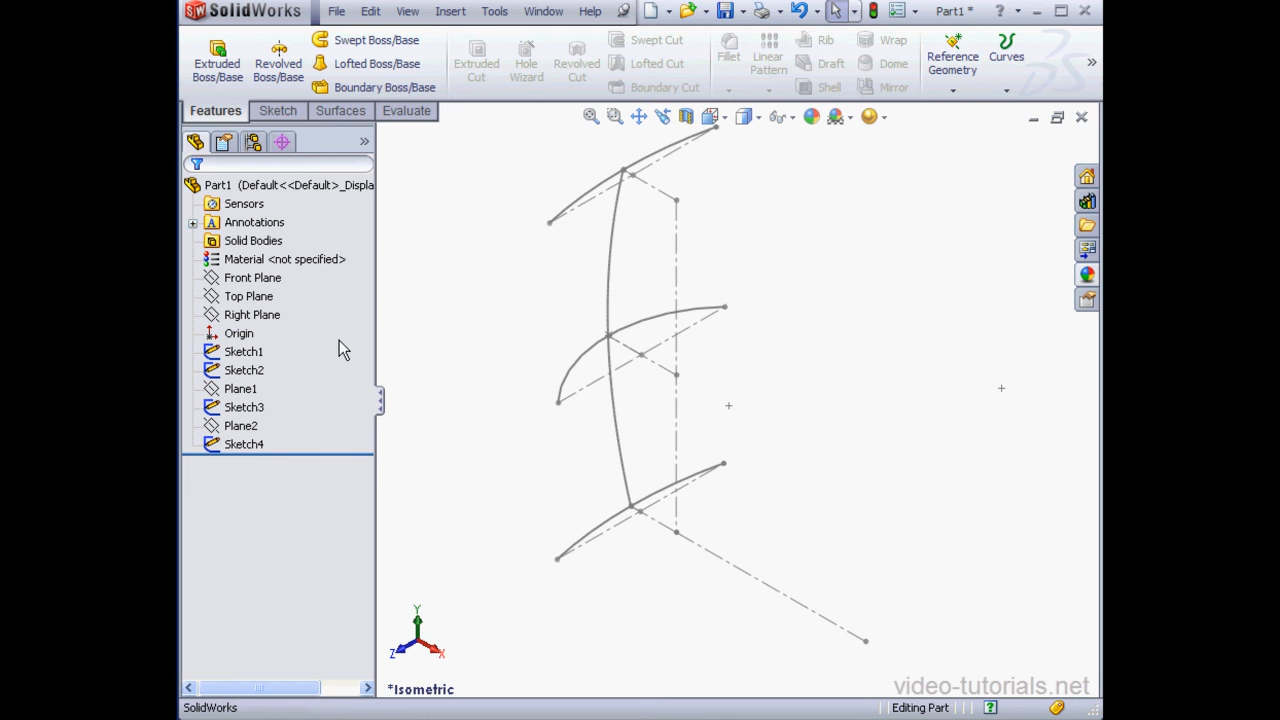 SolidWorks File Edit View Insert Tools Window Help Part1 *
Extruded Boss/Base
Revolved Boss/Base
Swept Boss/Base
Lofted Boss/Base
Boundary Boss/Base
Extruded Cut
Hole Wizard
Revolved Cut
Swept Cut
Lofted Cut
Boundary Cut
Fillet
Linear Pattern
Rib
Draft
Shell
Wrap
Dome
Mirror
Reference Geometry
Curves
Features Sketch Surfaces Evaluate
Part1 (Default<<Default>_Displa
Sensors
Annotations
Solid Bodies
Material <not specified>
Front Plane
Top Plane
Right Plane
Origin
Sketch1
Sketch2
Plane1
Sketch3
Plane2
Sketch4
Y
Z X
*Isometric
video-tutorials.net
SolidWorks Editing Part